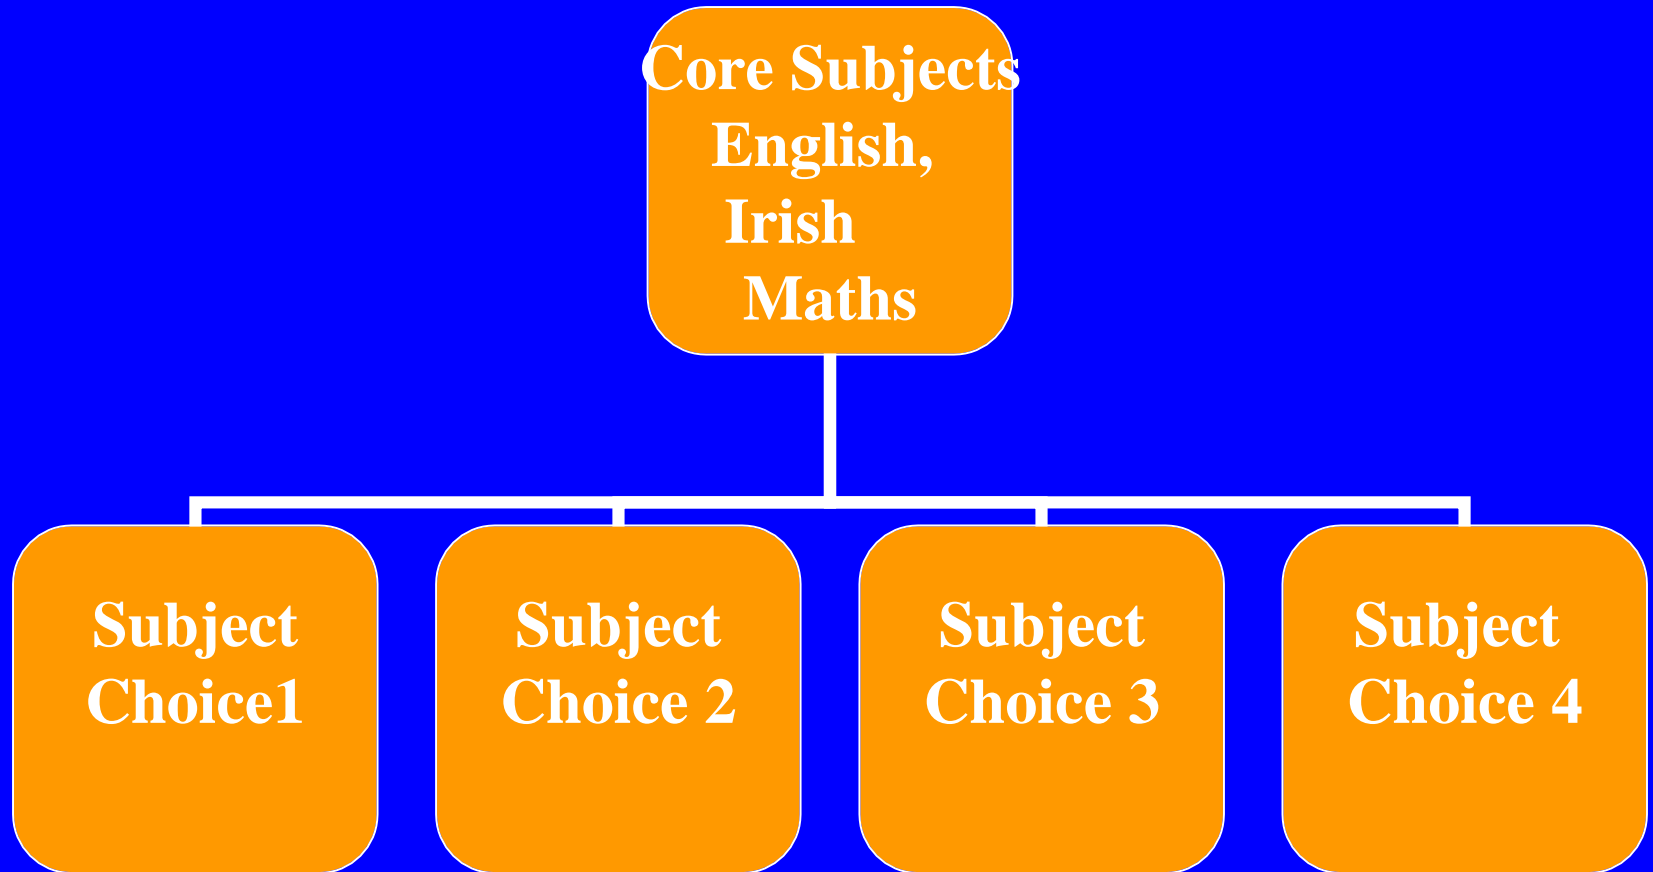 Core Subjects
English,
Irish
Maths
Subject
Choice1
Subject
Choice 2
Subject
Choice 3
Subject
Choice 4